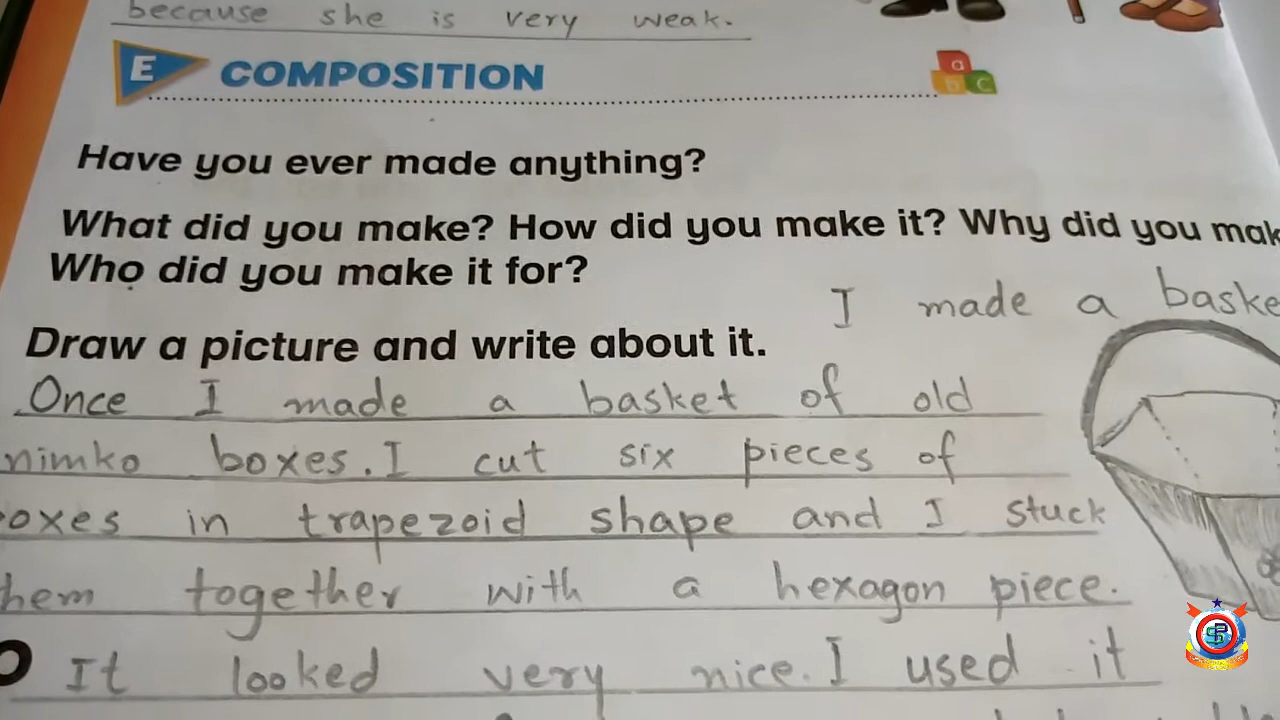 because she is very weak.
E COMPOSITION
a b c
Have you ever made anything?
What did you make? How did you make it? Why did you mak
Who did you make it for?
I made a baske
Draw a picture and write about it.
Once I made a basket of old
nimko boxes. I cut six pieces of
oxes in trapezoid shape and I stuck
hem together with a hexagon piece.
It looked very nice. I used it